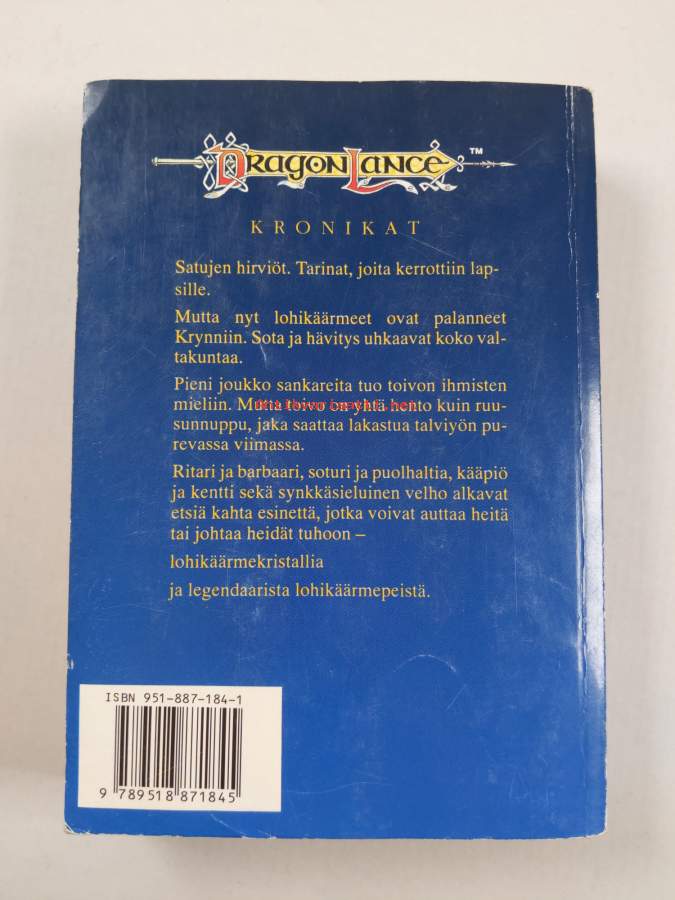 DRAGONLANCE ™
KRONIKAT
Satujen hirviöt. Tarinat, joita kerrottiin lap-
sille.
Mutta nyt lohikäärmeet ovat palanneet
Krynniin. Sota ja hävitys uhkaavat koko val-
takuntaa.
Pieni joukko sankareita tuo toivon ihmisten
mieliin. Mutta toivo on yhtä hento kuin ruu-
sunnuppu, jaka saattaa lakastua talviyön pu-
revassa viimassa.
Ritari ja barbaari, soturi ja puolhaltia, kääpiö
ja kentti sekä synkkäsieluinen velho alkavat
etsiä kahta esinettä, jotka voivat auttaa heitä
tai johtaa heidät tuhoon –
lohikäärmekristallia
ja legendaarista lohikäärmepeistä.
ISBN 951-887-184-1
9 789518 871845